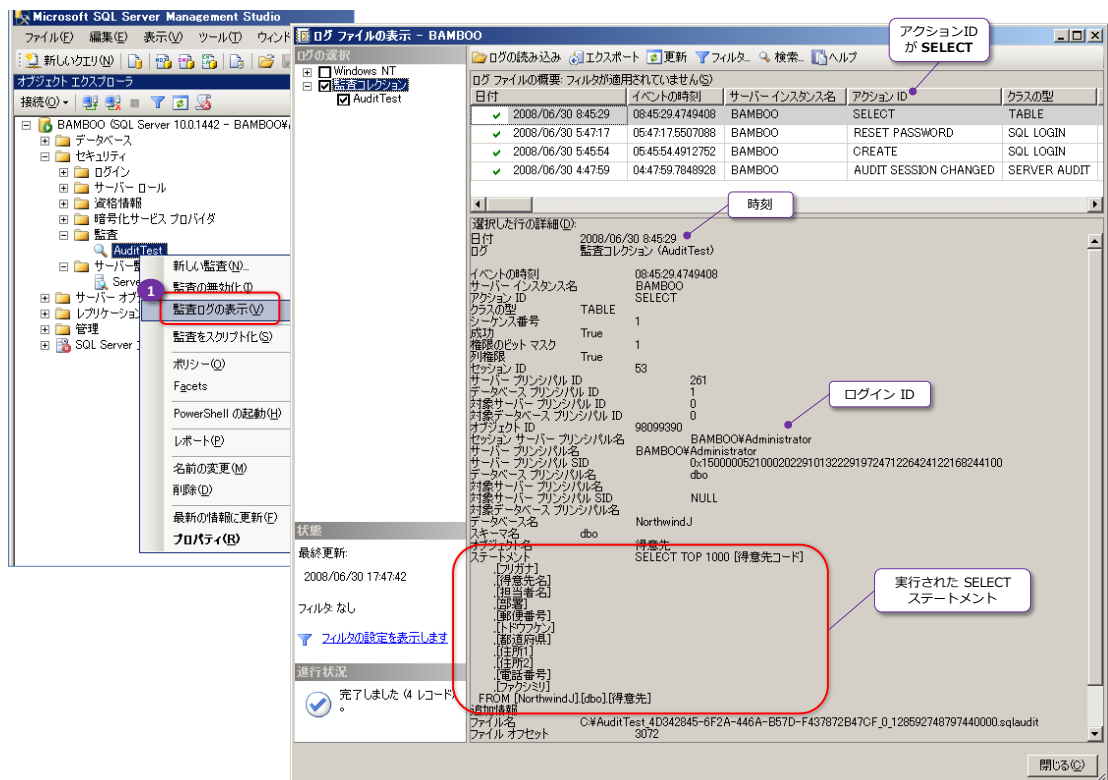 Microsoft SQL Server Management Studio
ファイル(F) 編集(E) 表示(V) ツール(T) ウィンド
新しいクエリ(N)
オブジェクト エクスプローラ
接続(O)
BAMBOO (SQL Server 10.0.1442 - BAMBOO¥
データベース
セキュリティ
ログイン
サーバー ロール
資格情報
暗号化サービス プロバイダ
監査
AuditTest
サーバー監
Serve
サーバー オブ
レプリケーション
管理
SQL Server
1
新しい監査(N)...
監査の無効化(I)
監査ログの表示(V)
監査をスクリプト化(S)
ポリシー(O)
Facets
PowerShell の起動(H)
レポート(P)
名前の変更(M)
削除(D)
最新の情報に更新(F)
プロパティ(R)
ログ ファイルの表示 - BAMBOO
ログの選択
Windows NT
監査コレクション
AuditTest
状態
最終更新:
2008/06/30 17:47:42
フィルタ: なし
フィルタの設定を表示します
進行状況
完了しました (4 レコード)
。
ログの読み込み エクスポート 更新 フィルタ... 検索... ヘルプ
ログ ファイルの概要: フィルタが適用されていません(S)
日付 イベントの時刻 サーバー インスタンス名 アクション ID クラスの型
2008/06/30 8:45:29 08:45:29.4749408 BAMBOO SELECT TABLE
2008/06/30 5:47:17 05:47:17.5507088 BAMBOO RESET PASSWORD SQL LOGIN
2008/06/30 5:45:54 05:45:54.4912752 BAMBOO CREATE SQL LOGIN
2008/06/30 4:47:59 04:47:59.7848928 BAMBOO AUDIT SESSION CHANGED SERVER AUDIT
アクションID
が SELECT
時刻
選択した行の詳細(D):
日付 2008/06/30 8:45:29
ログ 監査コレクション (AuditTest)
イベントの時刻 08:45:29.4749408
サーバー インスタンス名 BAMBOO
アクション ID SELECT
クラスの型 TABLE
シーケンス番号 1
成功 True
権限のビット マスク 1
列権限 True
セッション ID 53
サーバー プリンシパル ID 261
データベース プリンシパル ID 1
対象サーバー プリンシパル ID 0
対象データベース プリンシパル ID 0
オブジェクト ID 98099390
セッション サーバー プリンシパル名 BAMBOO¥Administrator
サーバー プリンシパル名 BAMBOO¥Administrator
サーバー プリンシパル SID 0x15000005210002022910132229197247122642412216824​4100
データベース プリンシパル名 dbo
対象サーバー プリンシパル名
対象サーバー プリンシパル SID NULL
対象データベース プリンシパル名
データベース名 NorthwindJ
スキーマ名 dbo
オブジェクト名 得意先
ステートメント SELECT TOP 1000 [得意先コード]
,[フリガナ]
,[得意先名]
,[担当者名]
,[部署]
,[郵便番号]
,[トドウフケン]
,[都道府県]
,[住所1]
,[住所2]
,[電話番号]
,[ファクシミリ]
FROM [NorthwindJ].[dbo].[得意先]
追加情報
ファイル名 C:¥AuditTest_4D342845-6F2A-446A-B57D-F437872B47CF_0_128592748797440000.sqlaudit
ファイル オフセット 3072
ログイン ID
実行された SELECT
ステートメント
閉じる(C)